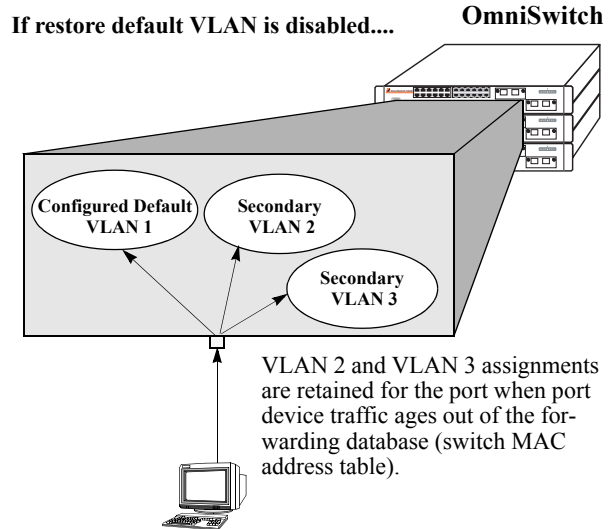 If restore default VLAN is disabled....
OmniSwitch
Configured Default
VLAN 1
Secondary
VLAN 2
Secondary
VLAN 3
VLAN 2 and VLAN 3 assignments
are retained for the port when port
device traffic ages out of the for-
warding database (switch MAC
address table).